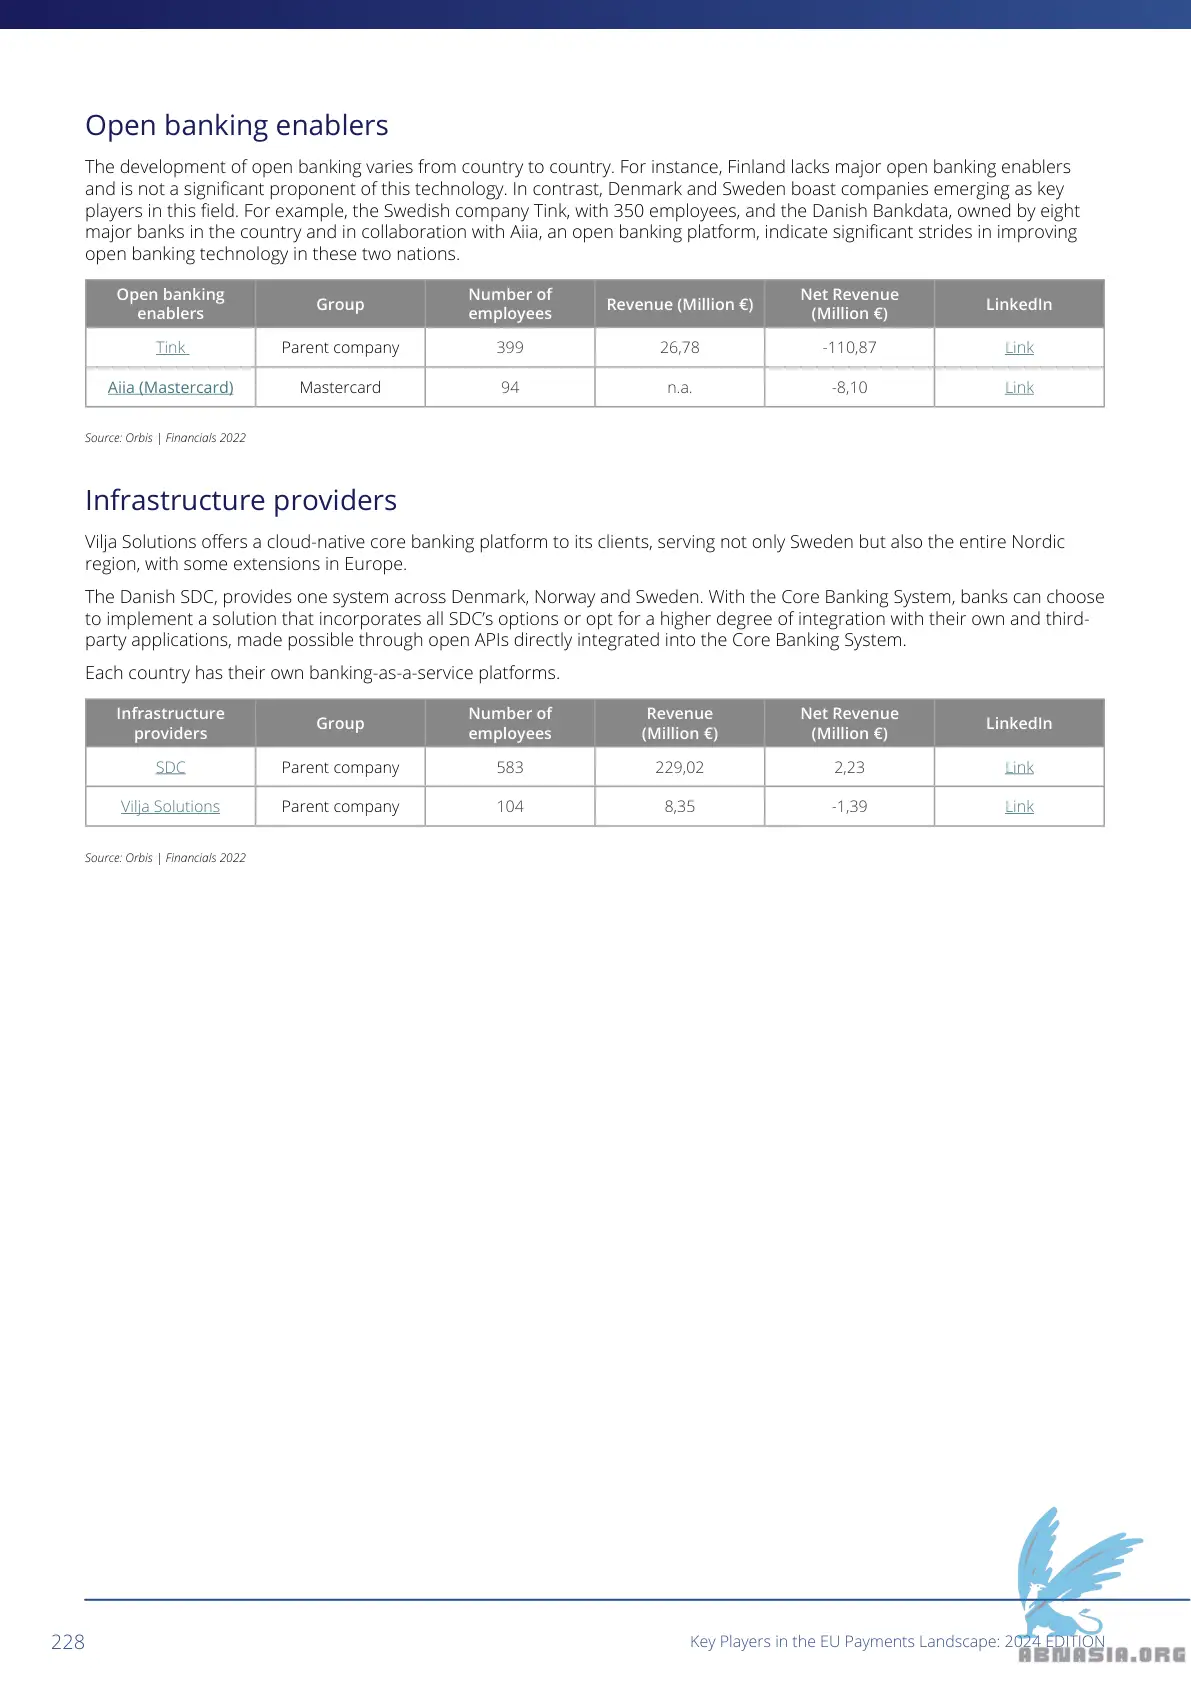 Open banking enablers
The development of open banking varies from country to country. For instance, Finland lacks major open banking enablers
and is not a significant proponent of this technology. In contrast, Denmark and Sweden boast companies emerging as key
players in this field. For example, the Swedish company Tink, with 350 employees, and the Danish Bankdata, owned by eight
major banks in the country and in collaboration with Aiia, an open banking platform, indicate significant strides in improving
open banking technology in these two nations.
Open banking enablers Group Number of employees Revenue (Million €) Net Revenue (Million €) LinkedIn
Tink Parent company 399 26,78 -110,87 Link
Aiia (Mastercard) Mastercard 94 n.a. -8,10 Link
Source: Orbis | Financials 2022
Infrastructure providers
Vilja Solutions offers a cloud-native core banking platform to its clients, serving not only Sweden but also the entire Nordic
region, with some extensions in Europe.
The Danish SDC, provides one system across Denmark, Norway and Sweden. With the Core Banking System, banks can choose
to implement a solution that incorporates all SDC’s options or opt for a higher degree of integration with their own and third-
party applications, made possible through open APIs directly integrated into the Core Banking System.
Each country has their own banking-as-a-service platforms.
Infrastructure providers Group Number of employees Revenue (Million €) Net Revenue (Million €) LinkedIn
SDC Parent company 583 229,02 2,23 Link
Vilja Solutions Parent company 104 8,35 -1,39 Link
Source: Orbis | Financials 2022
228 Key Players in the EU Payments Landscape: 2024 EDITION
ABNASIA.ORG